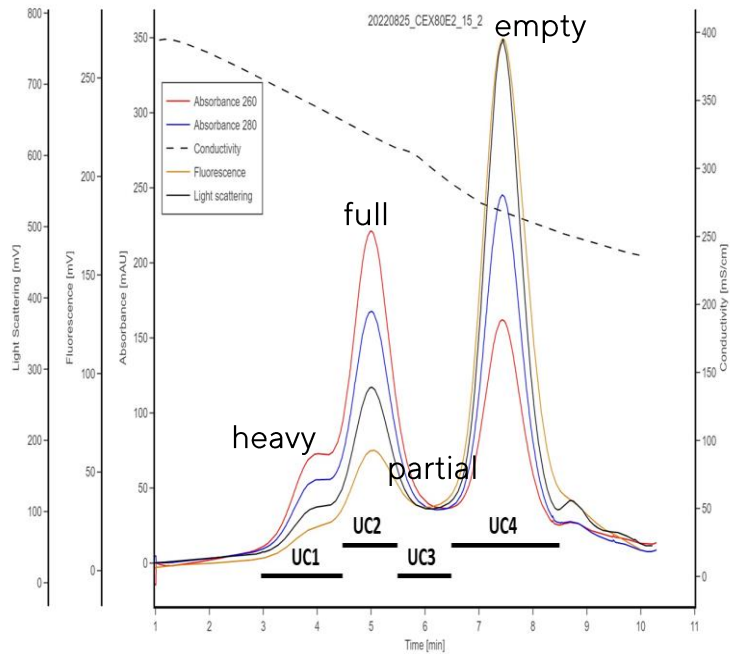 20220825_CEX80E2_15_2
empty
full
heavy
partial
Absorbance 260
Absorbance 280
Conductivity
Fluorescence
Light scattering
UC1
UC2
UC3
UC4
Light Scattering [mV]
800
700
600
500
400
300
200
100
0
Fluorescence [mV]
250
200
150
100
50
0
Absorbance [mAU]
350
300
250
200
150
100
50
0
Conductivity [mS/cm]
400
350
300
250
200
150
100
50
0
1 2 3 4 5 6 7 8 9 10 11
Time [min]